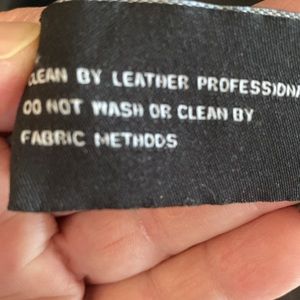 CLEAN BY LEATHER PROFESSIONA
DO NOT WASH OR CLEAN BY
FABRIC METHODS